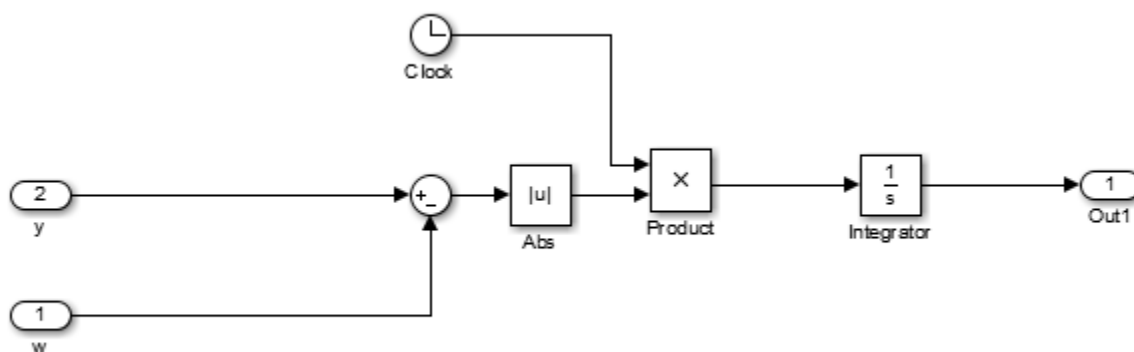 Clock
2
y
+
−
|u|
Abs
×
Product
1
s
Integrator
1
Out1
1
w